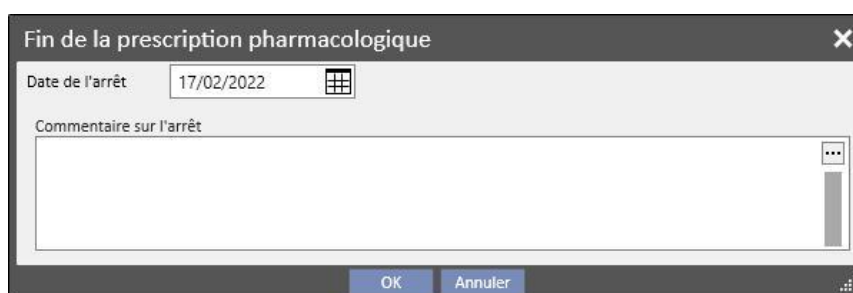 Fin de la prescription pharmacologique
Date de l'arrêt 17/02/2022
Commentaire sur l'arrêt
...
OK Annuler